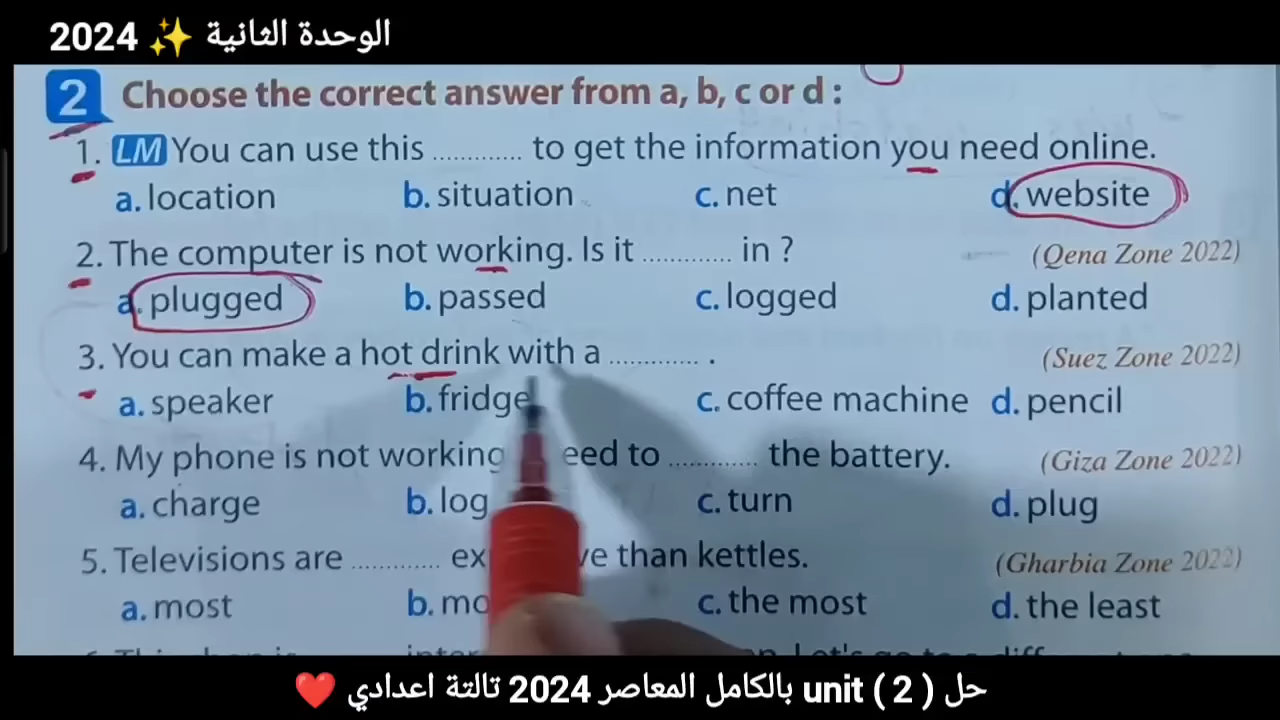 الوحدة الثانية ✨ 2024
2 Choose the correct answer from a, b, c or d :
1. LM You can use this ............ to get the information you need online.
a. location b. situation c. net d. website
2. The computer is not working. Is it ............ in ? (Qena Zone 2022)
a. plugged b. passed c. logged d. planted
3. You can make a hot drink with a ............ . (Suez Zone 2022)
a. speaker b. fridge c. coffee machine d. pencil
4. My phone is not working to ............ the battery. (Giza Zone 2022)
a. charge b. log c. turn d. plug
5. Televisions are ............ than kettles. (Gharbia Zone 2022)
a. most b. c. the most d. the least
حل unit ( 2 ) بالكامل المعاصر 2024 تالتة اعدادي ❤️